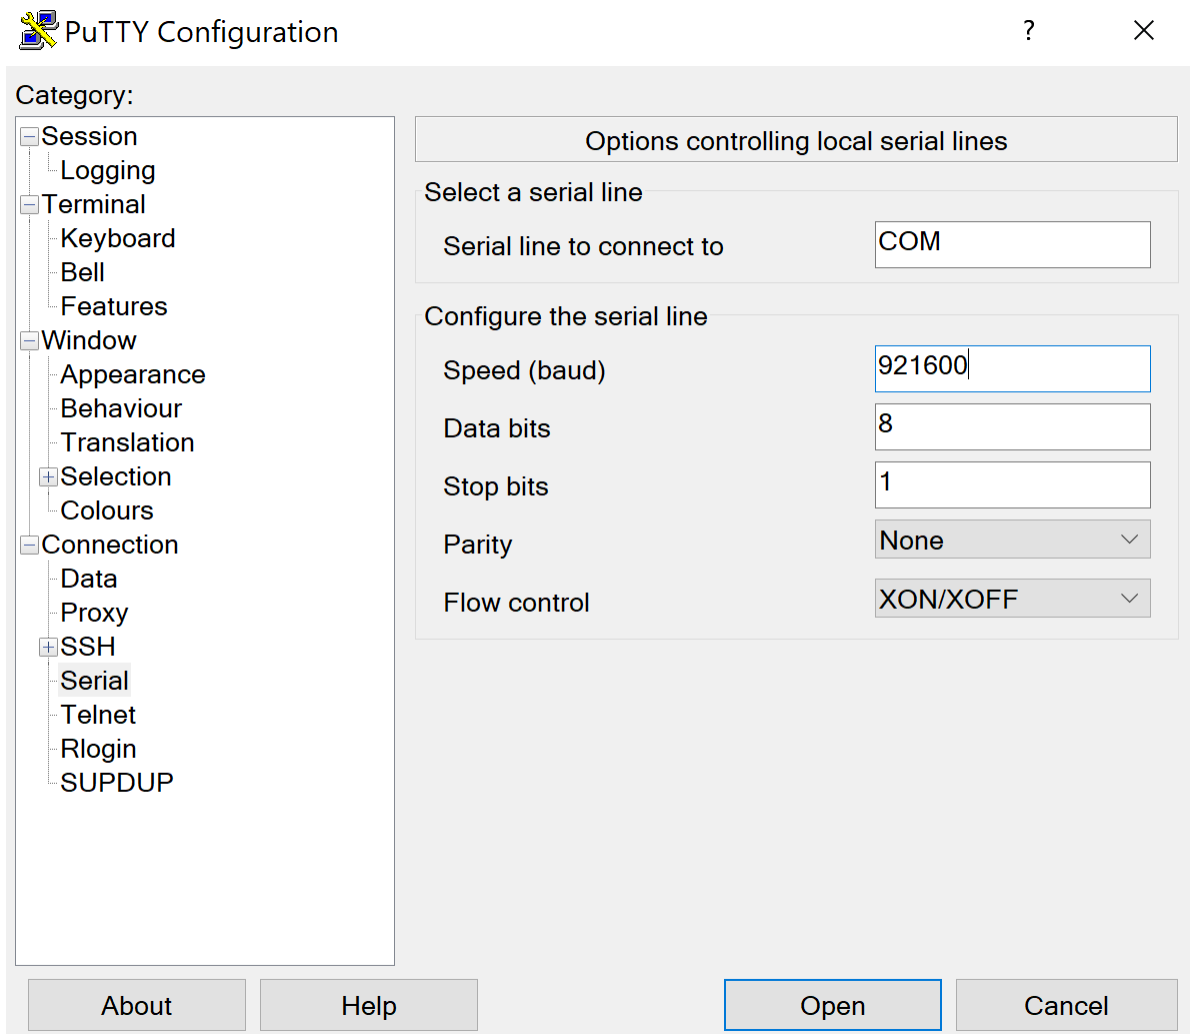 PuTTY Configuration
?
Category:
Session
Logging
Terminal
Keyboard
Bell
Features
Window
Appearance
Behaviour
Translation
Selection
Colours
Connection
Data
Proxy
SSH
Serial
Telnet
Rlogin
SUPDUP
Options controlling local serial lines
Select a serial line
Serial line to connect to COM
Configure the serial line
Speed (baud) 921600
Data bits 8
Stop bits 1
Parity None
Flow control XON/XOFF
About Help Open Cancel